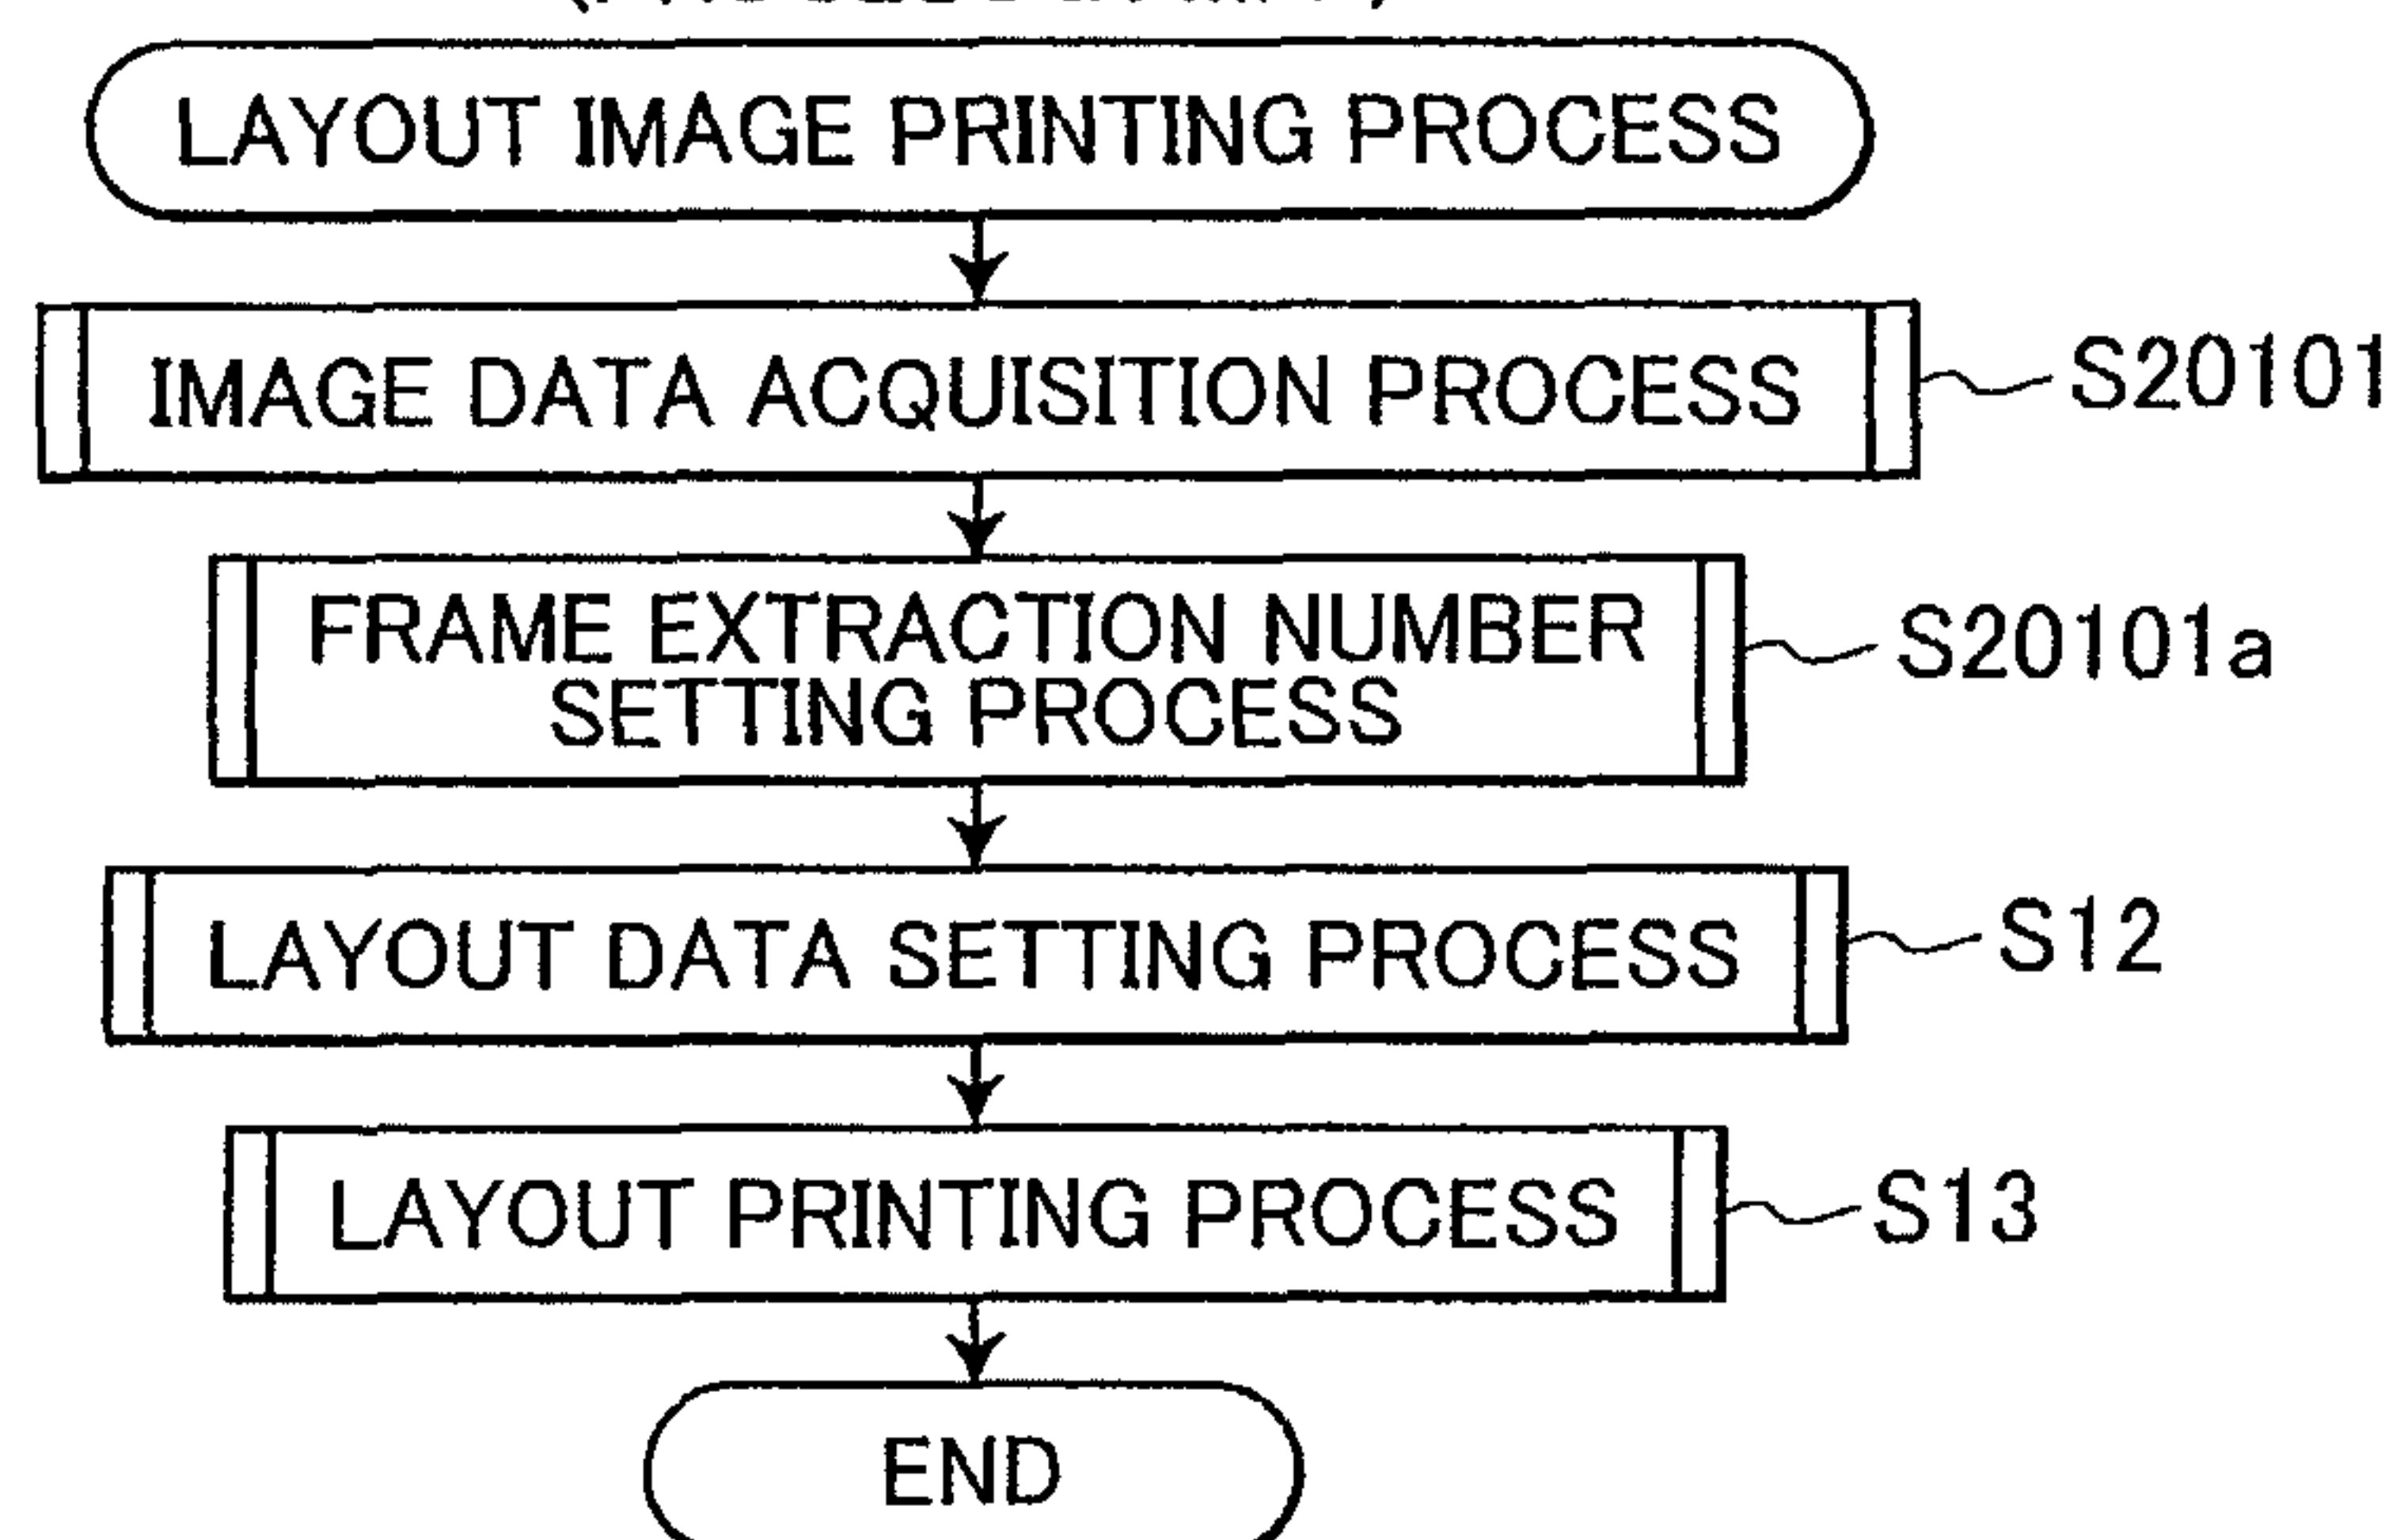 LAYOUT IMAGE PRINTING PROCESS
IMAGE DATA ACQUISITION PROCESS
S20101
FRAME EXTRACTION NUMBER
SETTING PROCESS
S20101a
LAYOUT DATA SETTING PROCESS
S12
LAYOUT PRINTING PROCESS
S13
END